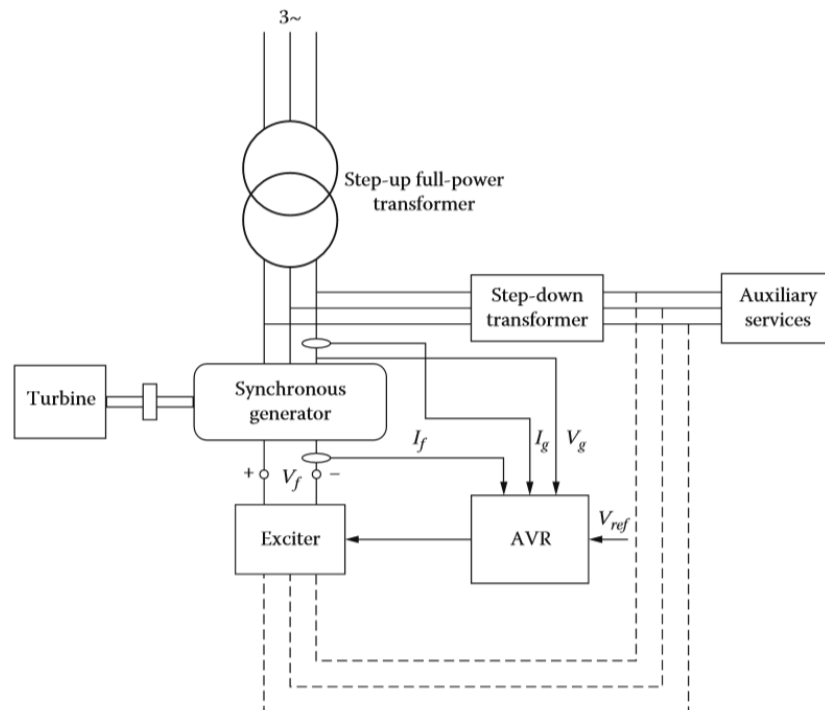 3~
Step-up full-power
transformer
Step-down
transformer
Auxiliary
services
Turbine
Synchronous
generator
I_f
I_g
V_g
+
V_f
−
Exciter
AVR
V_ref